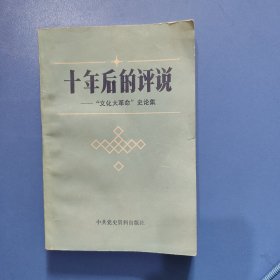 十年后的评说
——“文化大革命”史论集
中共党史资料出版社